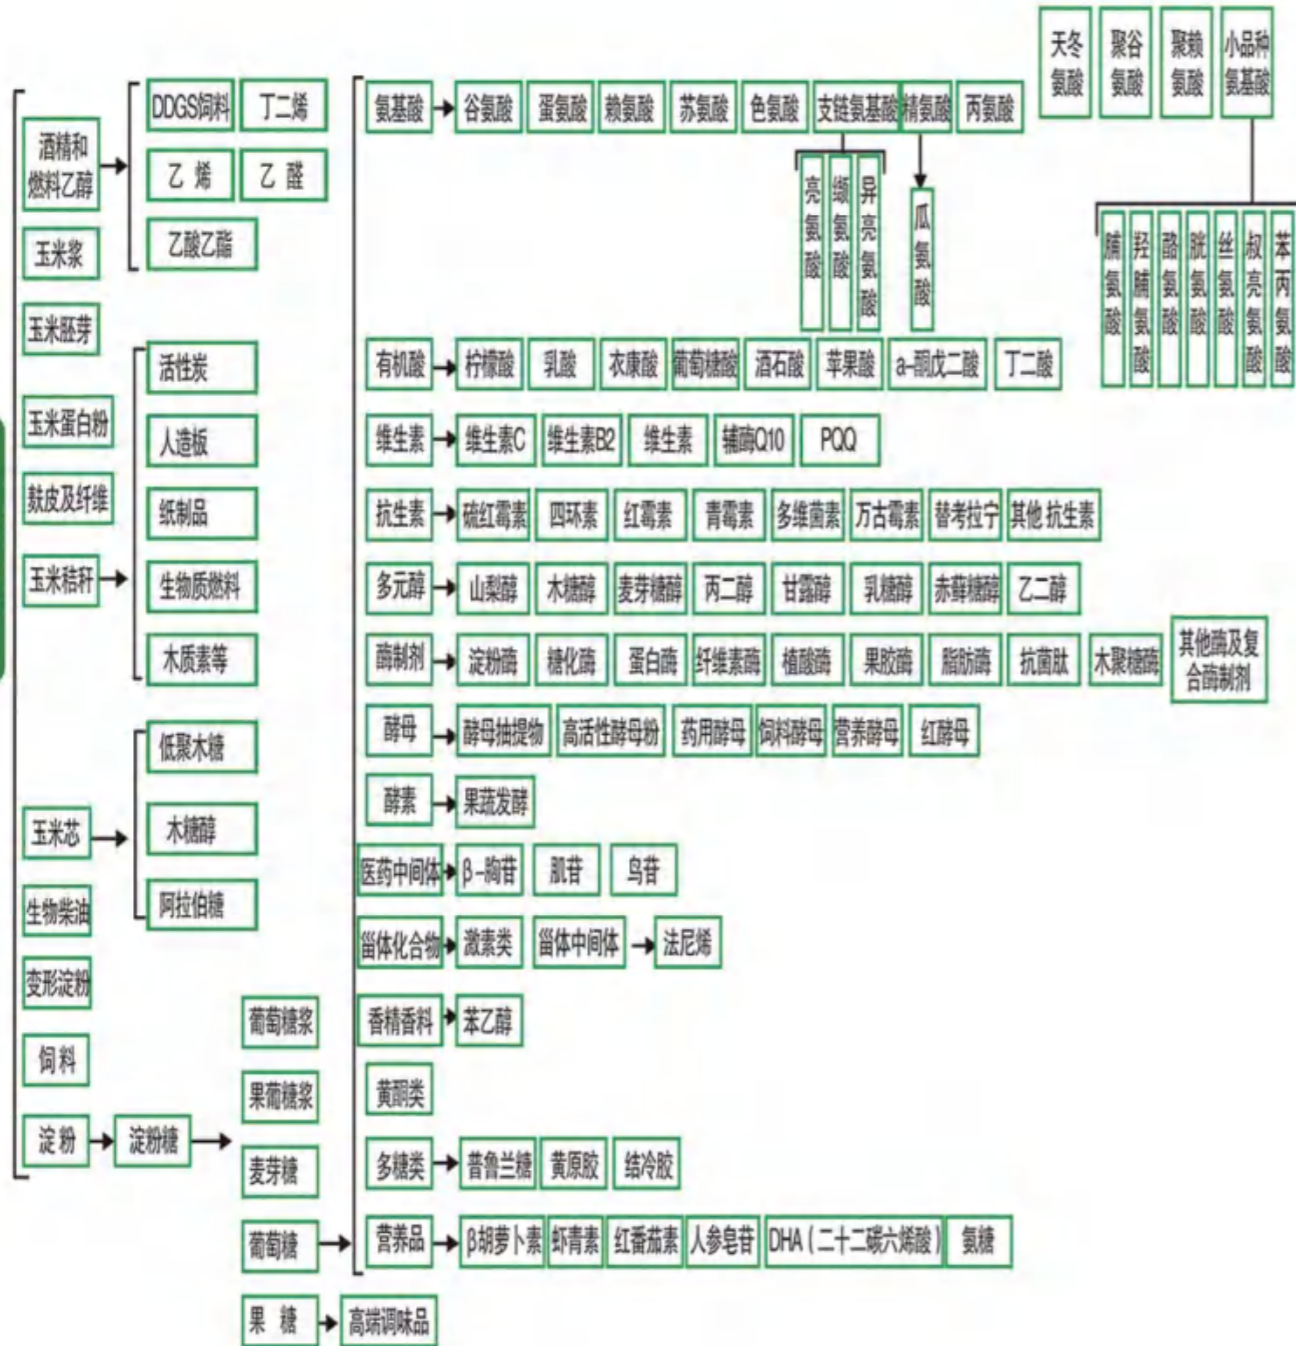 天冬
氨酸
聚谷
氨酸
聚赖
氨酸
小品种
氨基酸
脯氨酸
羟脯氨酸
酪氨酸
胱氨酸
丝氨酸
叔亮氨酸
苯丙氨酸
酒精和
燃料乙醇
DDGS饲料
丁二烯
乙 烯
乙 醛
乙酸乙酯
玉米浆
玉米胚芽
玉米蛋白粉
麸皮及纤维
玉米秸秆
活性炭
人造板
纸制品
生物质燃料
木质素等
玉米芯
低聚木糖
木糖醇
阿拉伯糖
生物柴油
变形淀粉
饲 料
淀 粉
淀粉糖
葡萄糖浆
果葡糖浆
麦芽糖
葡萄糖
果 糖
高端调味品
氨基酸
谷氨酸
蛋氨酸
赖氨酸
苏氨酸
色氨酸
支链氨基酸
精氨酸
丙氨酸
亮氨酸
缬氨酸
异亮氨酸
瓜氨酸
有机酸
柠檬酸
乳酸
衣康酸
葡萄糖酸
酒石酸
苹果酸
a-酮戊二酸
丁二酸
维生素
维生素C
维生素B2
维生素
辅酶Q10
PQQ
抗生素
硫红霉素
四环素
红霉素
青霉素
多维菌素
万古霉素
替考拉宁
其他 抗生素
多元醇
山梨醇
木糖醇
麦芽糖醇
丙二醇
甘露醇
乳糖醇
赤藓糖醇
乙二醇
酶制剂
淀粉酶
糖化酶
蛋白酶
纤维素酶
植酸酶
果胶酶
脂肪酶
抗菌肽
木聚糖酶
其他酶及复
合酶制剂
酵母
酵母抽提物
高活性酵母粉
药用酵母
饲料酵母
营养酵母
红酵母
酵素
果蔬发酵
医药中间体
β-胸苷
肌苷
鸟苷
甾体化合物
激素类
甾体中间体
法尼烯
香精香料
苯乙醇
黄酮类
多糖类
普鲁兰糖
黄原胶
结冷胶
营养品
β胡萝卜素
虾青素
红番茄素
人参皂苷
DHA（二十二碳六烯酸）
氨糖